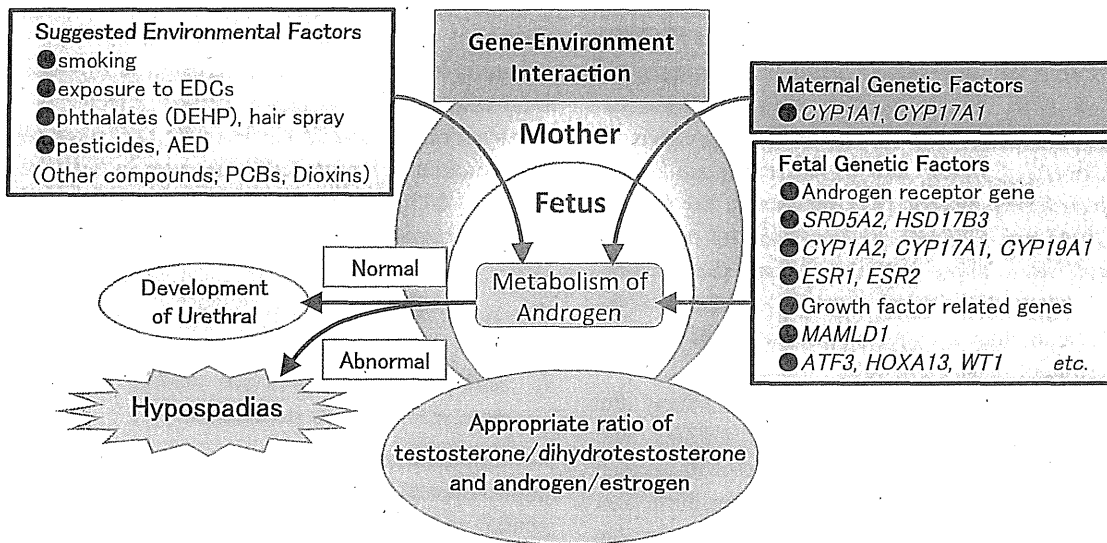 Suggested Environmental Factors
●smoking
●exposure to EDCs
●phthalates (DEHP), hair spray
●pesticides, AED
(Other compounds; PCBs, Dioxins)
Gene-Environment
Interaction
Maternal Genetic Factors
●CYP1A1, CYP17A1
Mother
Fetus
Fetal Genetic Factors
●Androgen receptor gene
●SRD5A2, HSD17B3
●CYP1A2, CYP17A1, CYP19A1
●ESR1, ESR2
●Growth factor related genes
●MAMLD1
●ATF3, HOXA13, WT1 etc.
Metabolism of
Androgen
Normal
Development
of Urethral
Abnormal
Hypospadias
Appropriate ratio of
testosterone/dihydrotestosterone
and androgen/estrogen